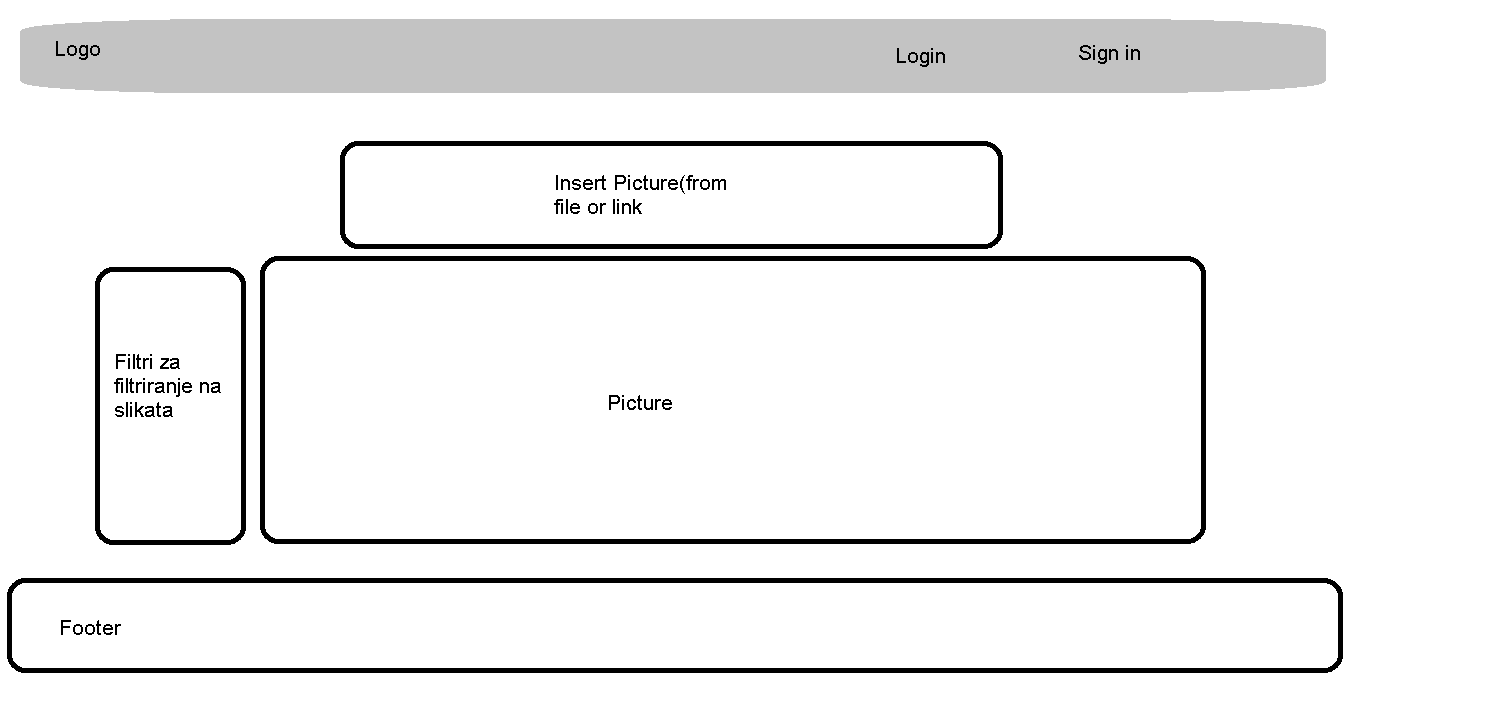 Logo
Login
Sign in
Insert Picture(from
file or link
Filtri za
filtriranje na
slikata
Picture
Footer